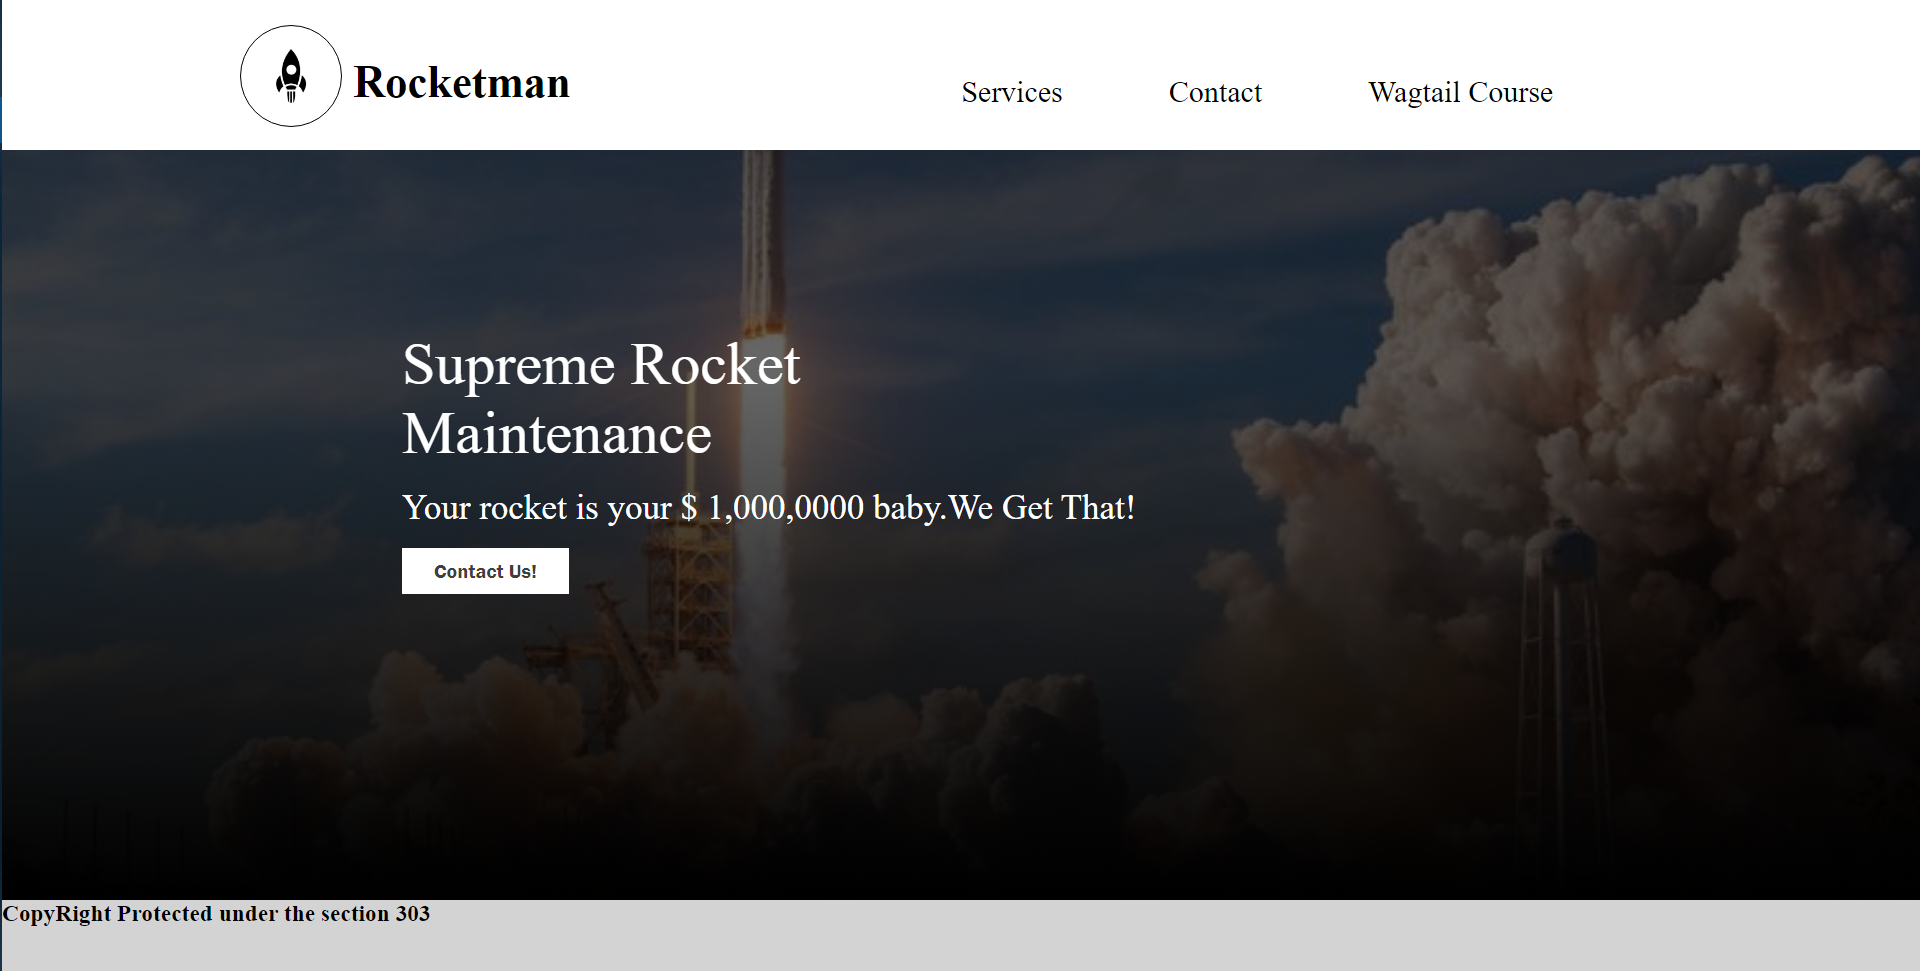 Rocketman
Services
Contact
Wagtail Course
Supreme Rocket
Maintenance
Your rocket is your $ 1,000,0000 baby.We Get That!
Contact Us!
CopyRight Protected under the section 303